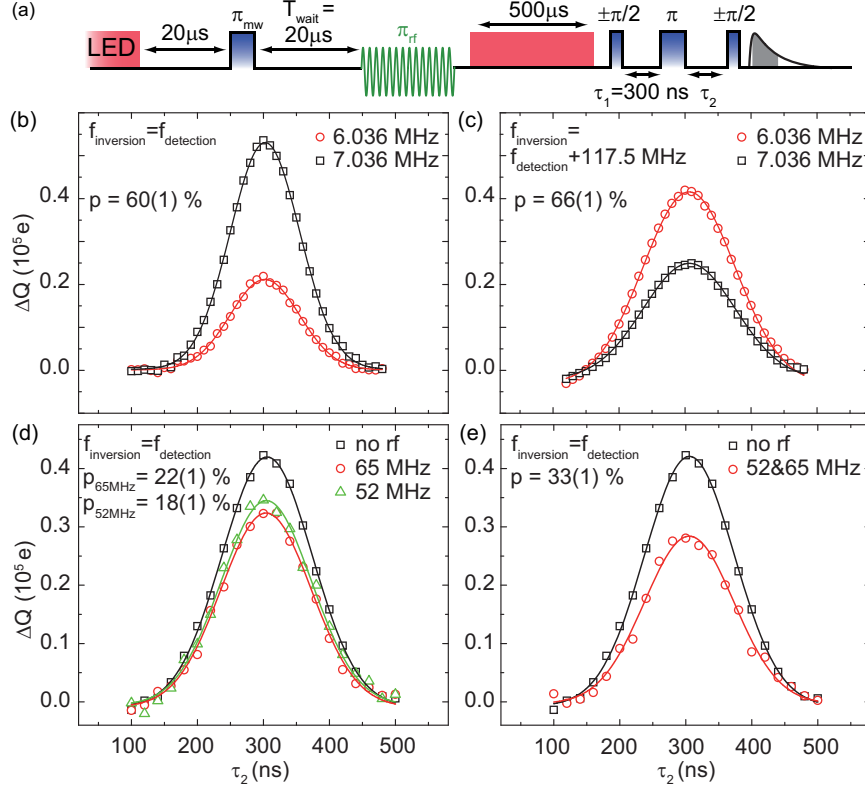 (a)
LED
20μs
π_mw
T_wait =
20μs
π_rf
500μs
±π/2
π
±π/2
τ_1=300 ns
τ_2
(b)
f_inversion=f_detection
6.036 MHz
7.036 MHz
p = 60(1) %
0.4
0.2
0.0
ΔQ (10^5 e)
(c)
f_inversion=
f_detection+117.5 MHz
6.036 MHz
7.036 MHz
p = 66(1) %
(d)
f_inversion=f_detection
p_65MHz= 22(1) %
p_52MHz= 18(1) %
no rf
65 MHz
52 MHz
0.4
0.3
0.2
0.1
0.0
ΔQ (10^5 e)
100 200 300 400 500
τ_2 (ns)
(e)
f_inversion=f_detection
p = 33(1) %
no rf
52&65 MHz
100 200 300 400 500
τ_2 (ns)